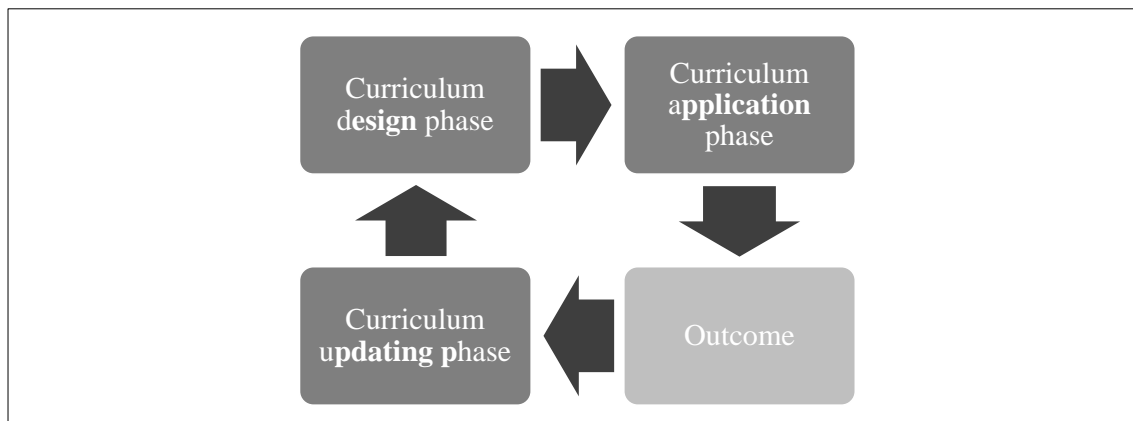 Curriculum
design phase
Curriculum
application
phase
Curriculum
updating phase
Outcome